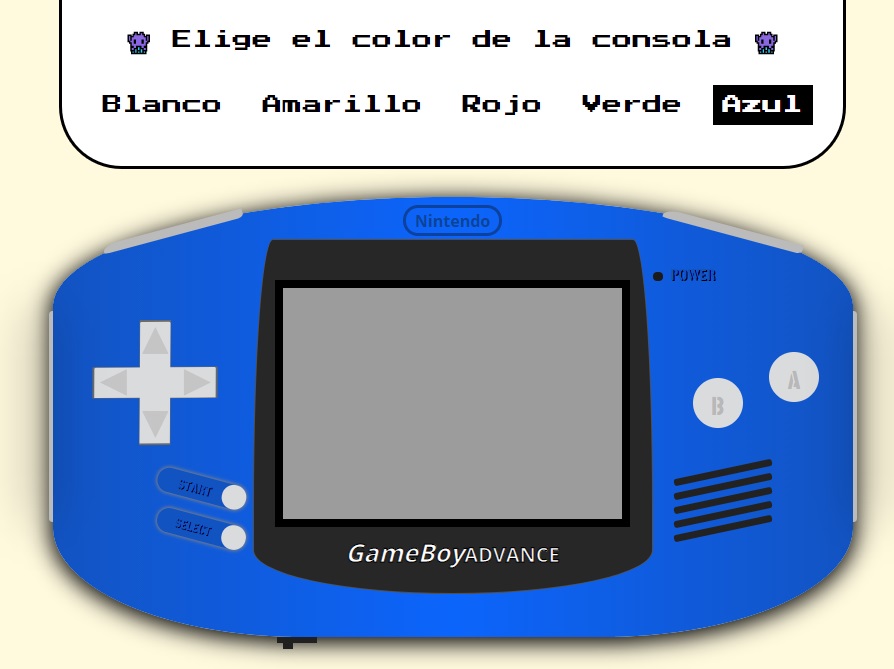 Elige el color de la consola
Blanco Amarillo Rojo Verde Azul
Nintendo
POWER
A
B
START
SELECT
GameBoyADVANCE